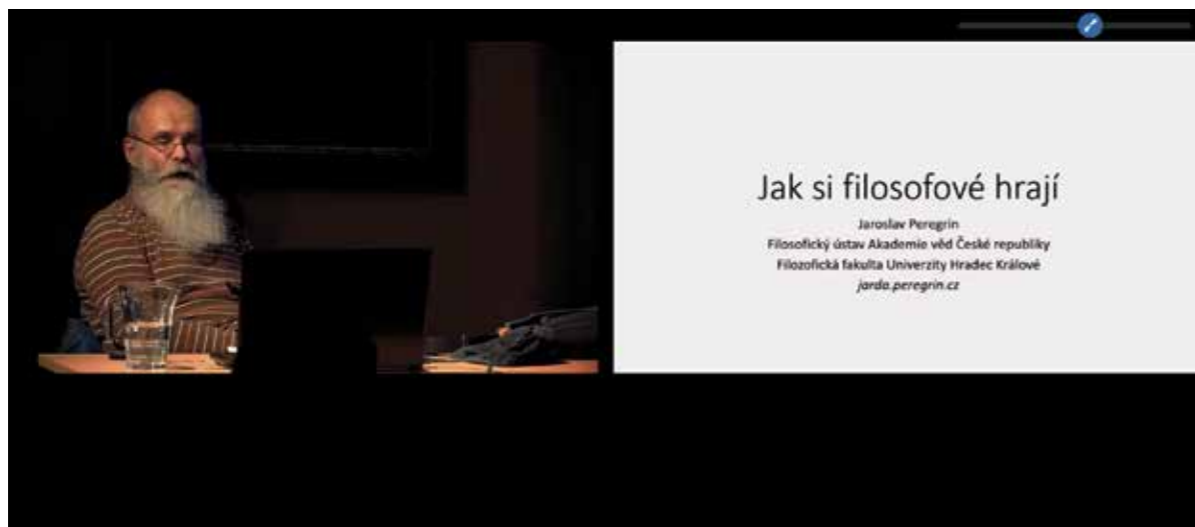 Jak si filosofové hrají
Jaroslav Peregrin
Filosofický ústav Akademie věd České republiky
Filozofická fakulta Univerzity Hradec Králové
jarda.peregrin.cz